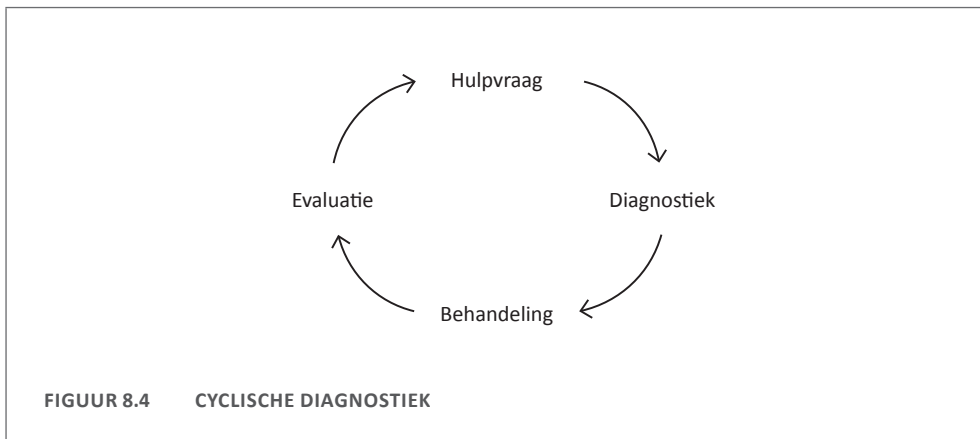 Hulpvraag
Evaluatie
Diagnostiek
Behandeling
FIGUUR 8.4 CYCLISCHE DIAGNOSTIEK